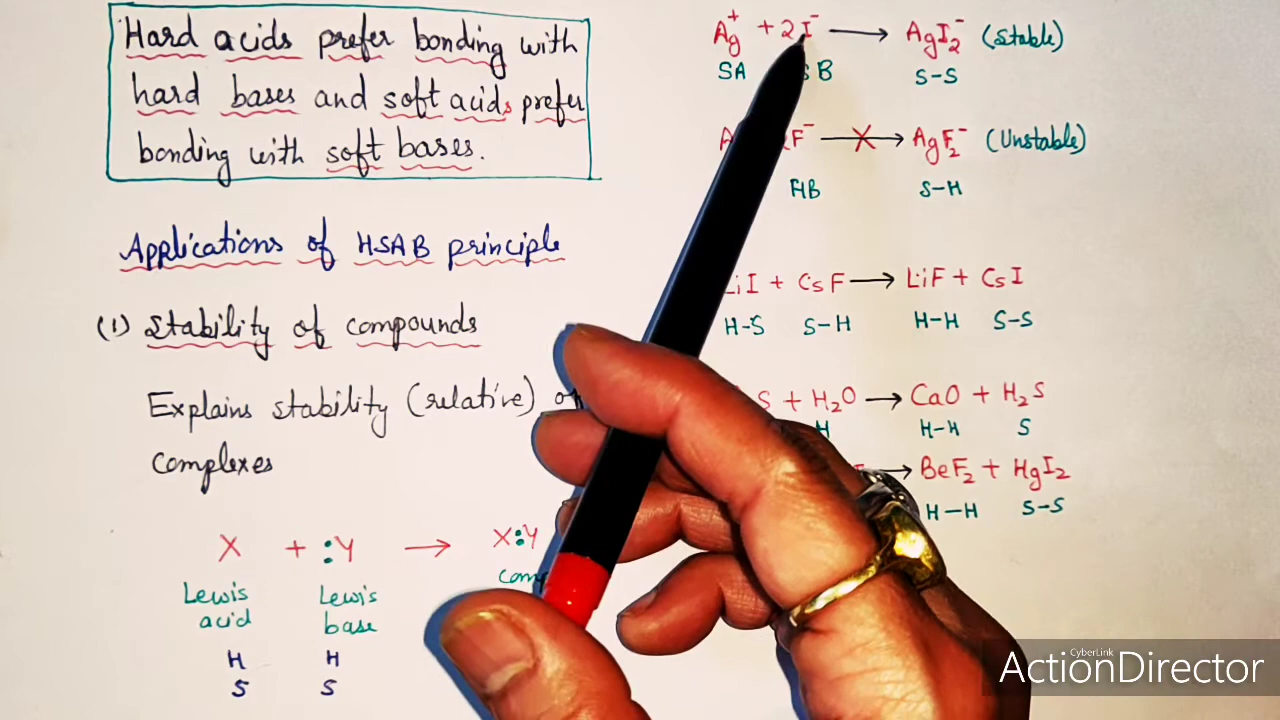 Hard acids prefer bonding with
hard bases and soft acids prefer
bonding with soft bases.
Applications of HSAB principle
(1) Stability of compounds
Explains stability (relative)
complexes
X + :Y → X:Y
Lewis acid Lewis base
H H
S S
Ag⁺ + 2I⁻ → AgI₂⁻ (Stable)
SA B S-S
F⁻ → AgF₂⁻ (Unstable)
HB S-H
iI + CsF → LiF + CsI
H-S S-H H-H S-S
S + H₂O → CaO + H₂S
H H-H S
→ BeF₂ + HgI₂
H-H S-S
CyberLink
ActionDirector